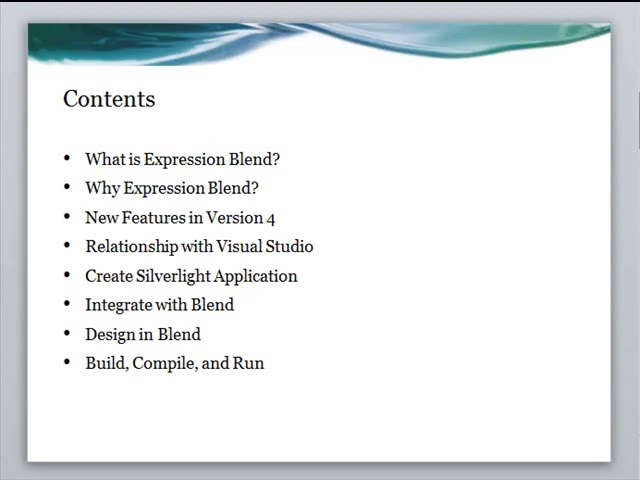 Contents
• What is Expression Blend?
• Why Expression Blend?
• New Features in Version 4
• Relationship with Visual Studio
• Create Silverlight Application
• Integrate with Blend
• Design in Blend
• Build, Compile, and Run